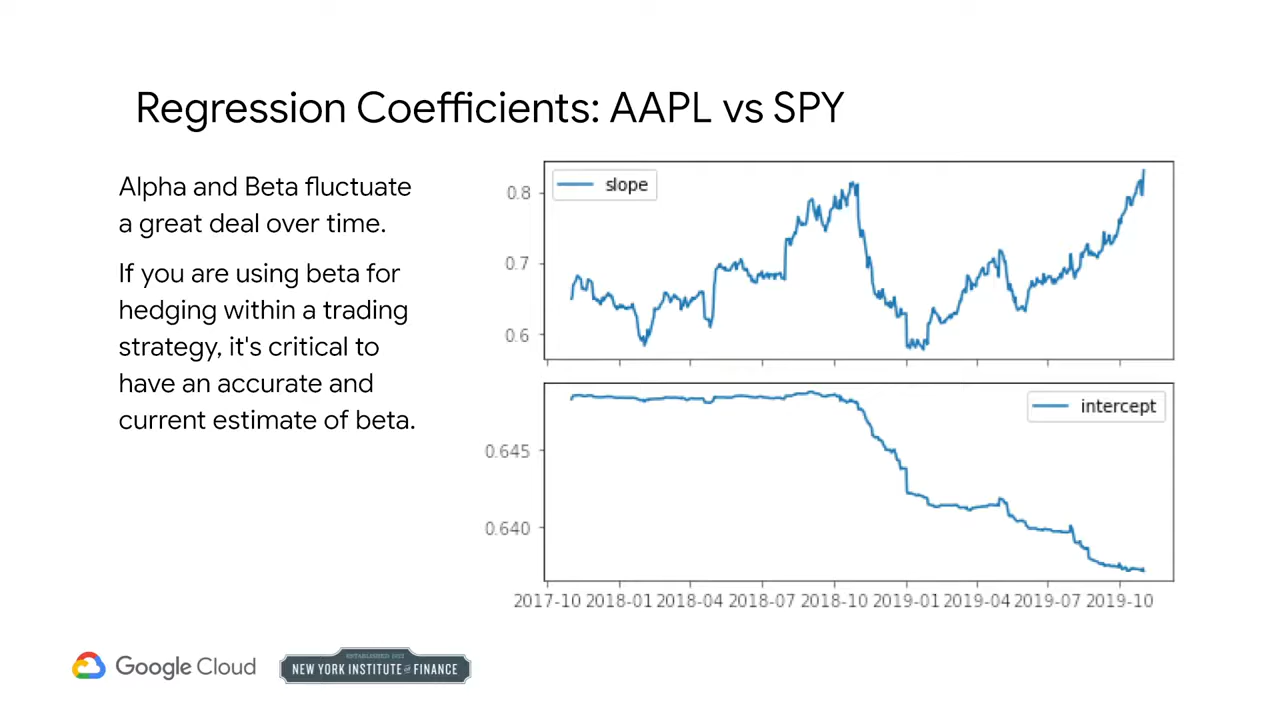 Regression Coefficients: AAPL vs SPY
Alpha and Beta fluctuate
a great deal over time.
If you are using beta for
hedging within a trading
strategy, it's critical to
have an accurate and
current estimate of beta.
slope
0.8
0.7
0.6
intercept
0.645
0.640
2017-10 2018-01 2018-04 2018-07 2018-10 2019-01 2019-04 2019-07 2019-10
Google Cloud
ESTABLISHED 1922
NEW YORK INSTITUTE OF FINANCE